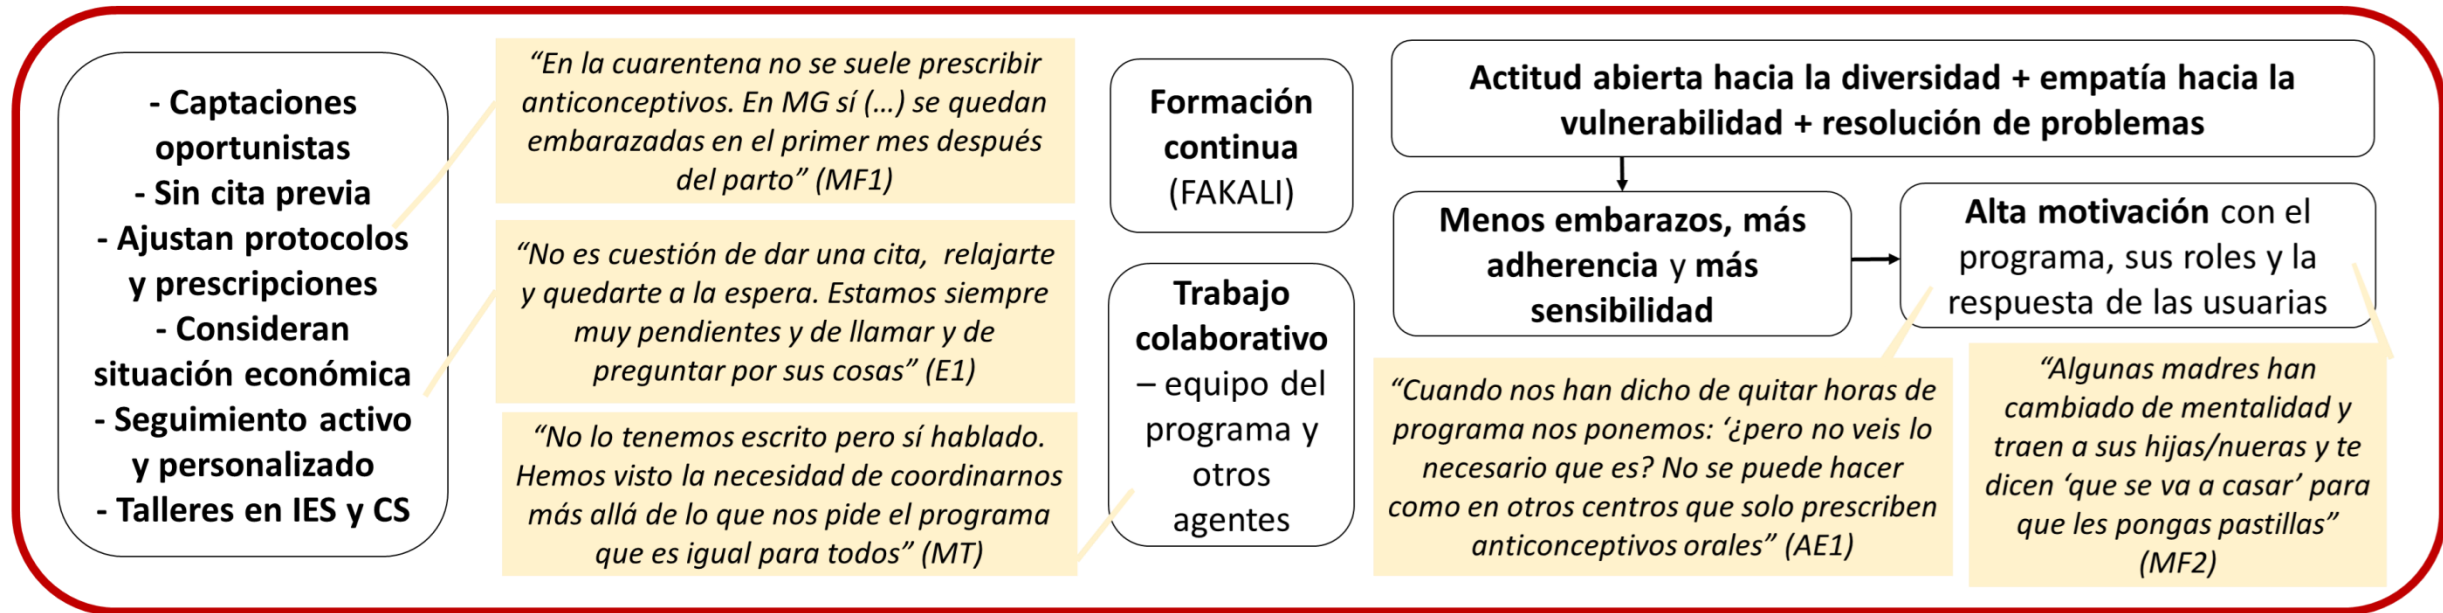 - Captaciones
oportunistas
- Sin cita previa
- Ajustan protocolos
y prescripciones
- Consideran
situación económica
- Seguimiento activo
y personalizado
- Talleres en IES y CS
“En la cuarentena no se suele prescribir
anticonceptivos. En MG sí (…) se quedan
embarazadas en el primer mes después
del parto” (MF1)
“No es cuestión de dar una cita, relajarte
y quedarte a la espera. Estamos siempre
muy pendientes y de llamar y de
preguntar por sus cosas” (E1)
“No lo tenemos escrito pero sí hablado.
Hemos visto la necesidad de coordinarnos
más allá de lo que nos pide el programa
que es igual para todos” (MT)
Formación
continua
(FAKALI)
Trabajo
colaborativo
– equipo del
programa y
otros
agentes
Actitud abierta hacia la diversidad + empatía hacia la
vulnerabilidad + resolución de problemas
Menos embarazos, más
adherencia y más
sensibilidad
Alta motivación con el
programa, sus roles y la
respuesta de las usuarias
“Cuando nos han dicho de quitar horas de
programa nos ponemos: ‘¿pero no veis lo
necesario que es? No se puede hacer
como en otros centros que solo prescriben
anticonceptivos orales” (AE1)
“Algunas madres han
cambiado de mentalidad y
traen a sus hijas/nueras y te
dicen ‘que se va a casar’ para
que les pongas pastillas”
(MF2)